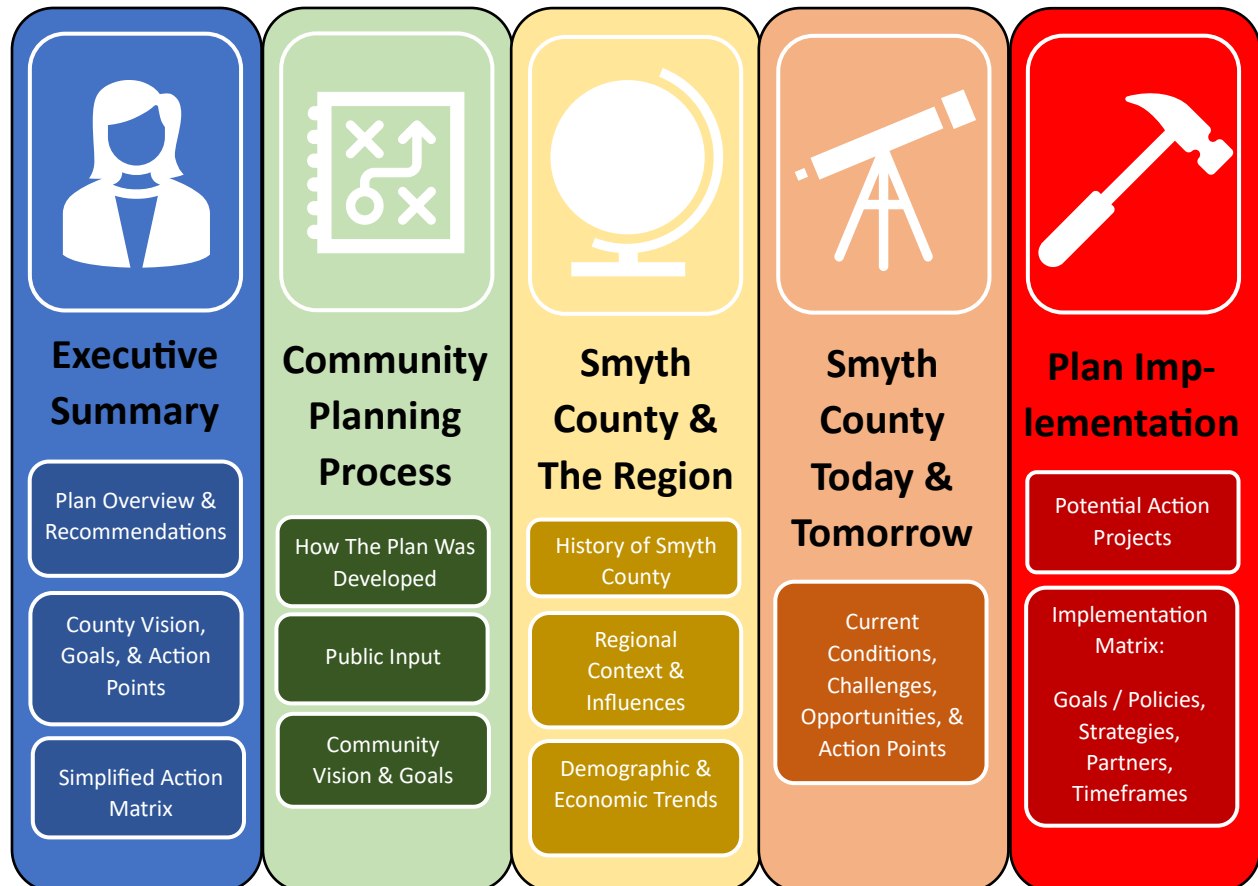 Executive
Summary
Plan Overview &
Recommendations
County Vision,
Goals, & Action
Points
Simplified Action
Matrix
Community
Planning
Process
How The Plan Was
Developed
Public Input
Community
Vision & Goals
Smyth
County &
The Region
History of Smyth
County
Regional
Context &
Influences
Demographic &
Economic Trends
Smyth
County
Today &
Tomorrow
Current
Conditions,
Challenges,
Opportunities, &
Action Points
Plan Imp-
lementation
Potential Action
Projects
Implementation
Matrix:
Goals / Policies,
Strategies,
Partners,
Timeframes